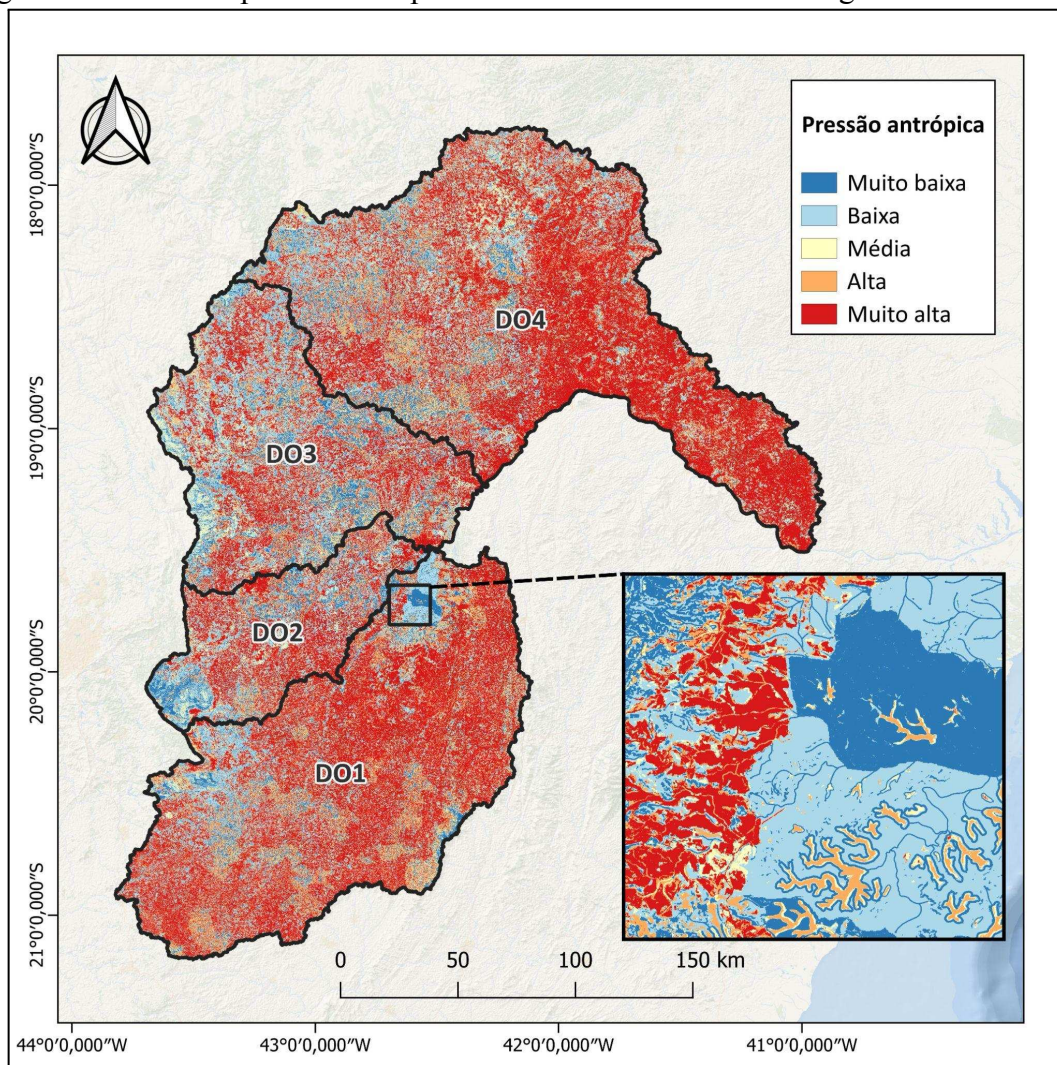 Pressão antrópica
Muito baixa
Baixa
Média
Alta
Muito alta
18°0'0,000"S
19°0'0,000"S
20°0'0,000"S
21°0'0,000"S
DO4
DO3
DO2
DO1
0 50 100 150 km
44°0'0,000"W 43°0'0,000"W 42°0'0,000"W 41°0'0,000"W